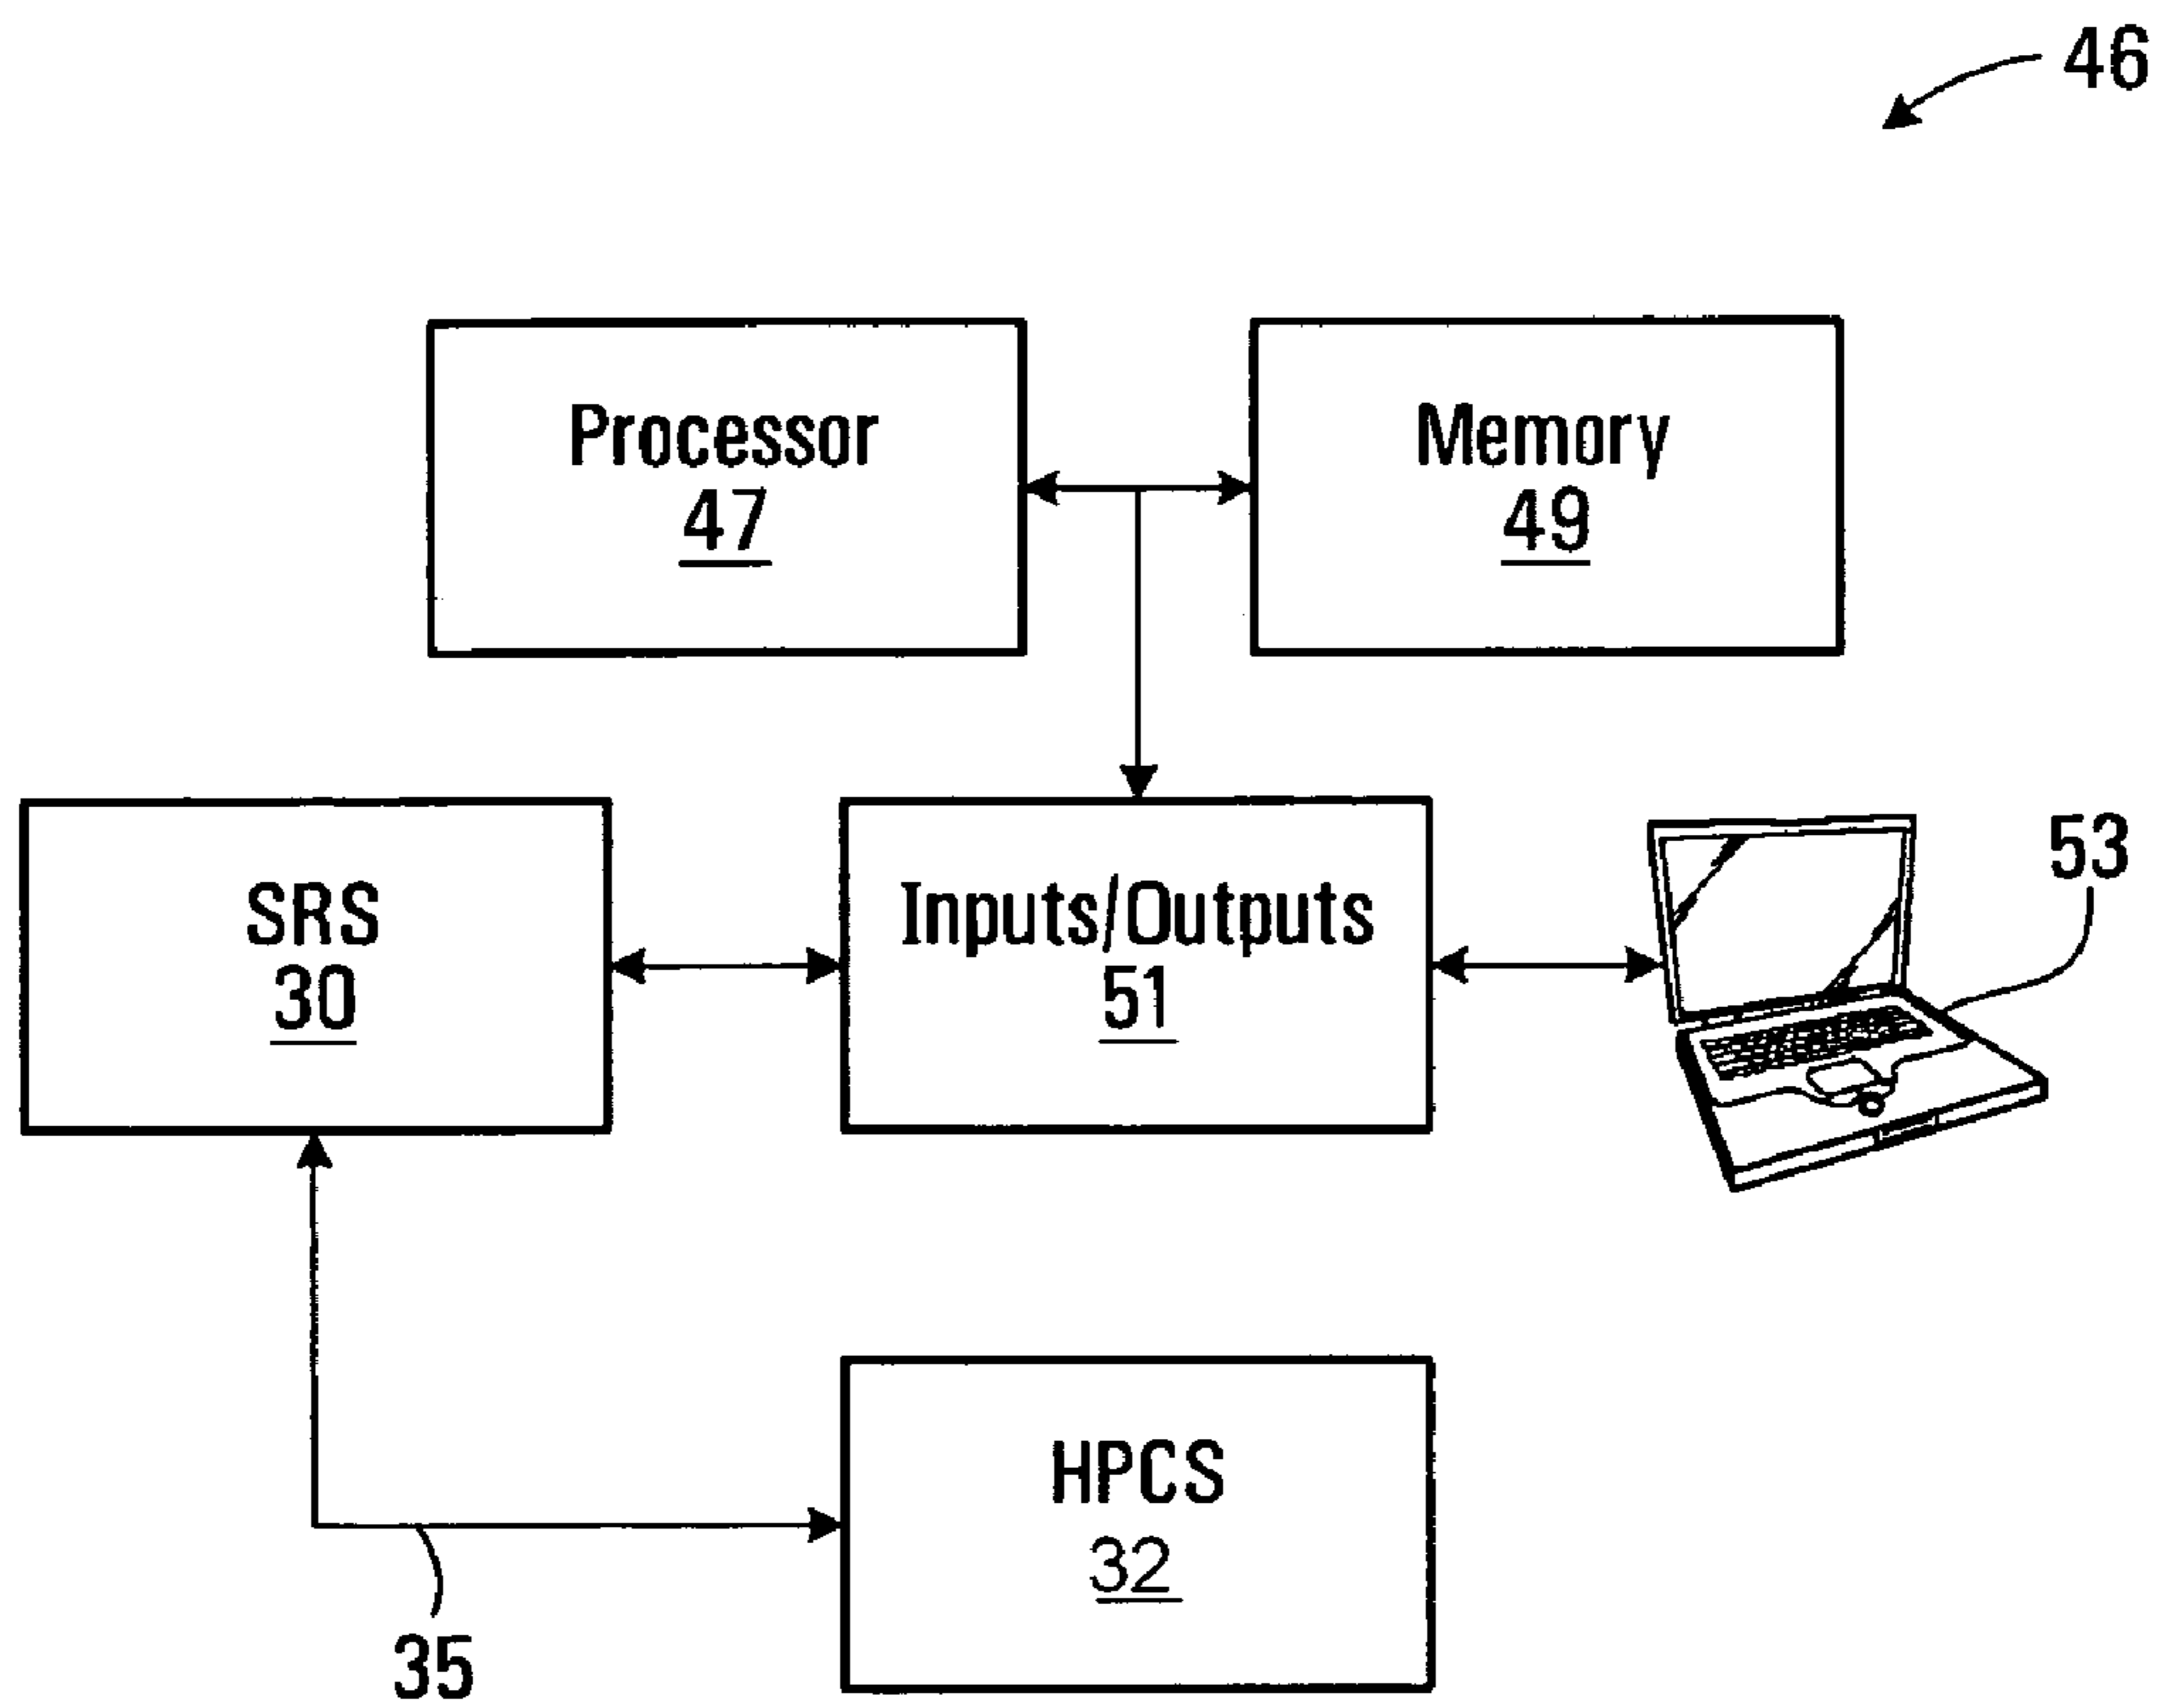 46
Processor
47
Memory
49
SRS
30
Inputs/Outputs
51
53
HPCS
32
35